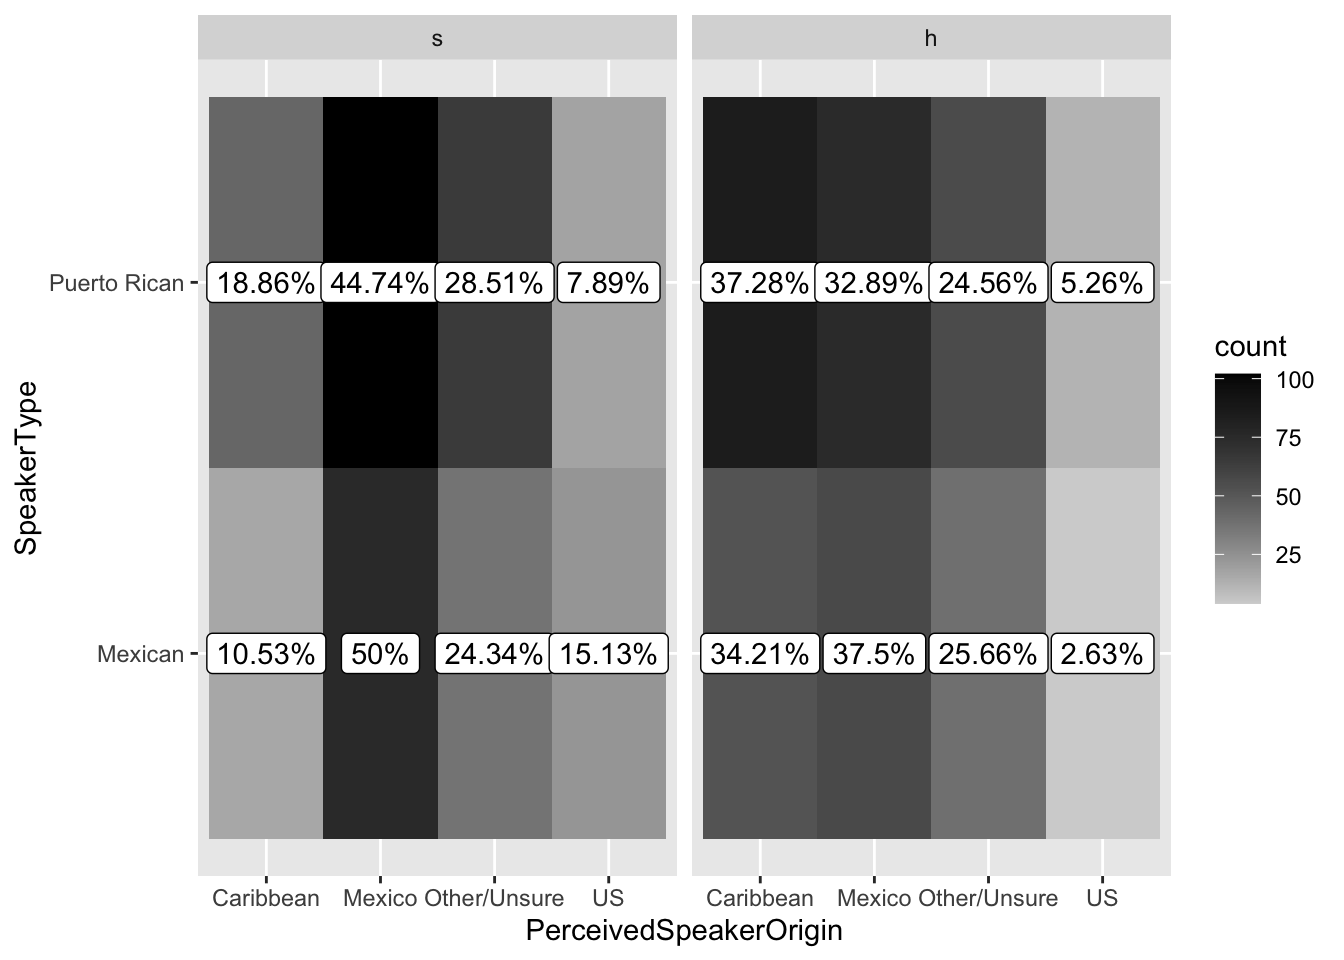 s h
Puerto Rican 18.86% 44.74% 28.51% 7.89% 37.28% 32.89% 24.56% 5.26%
count
100
75
50
25
SpeakerType
Mexican 10.53% 50% 24.34% 15.13% 34.21% 37.5% 25.66% 2.63%
Caribbean Mexico Other/Unsure US Caribbean Mexico Other/Unsure US
PerceivedSpeakerOrigin